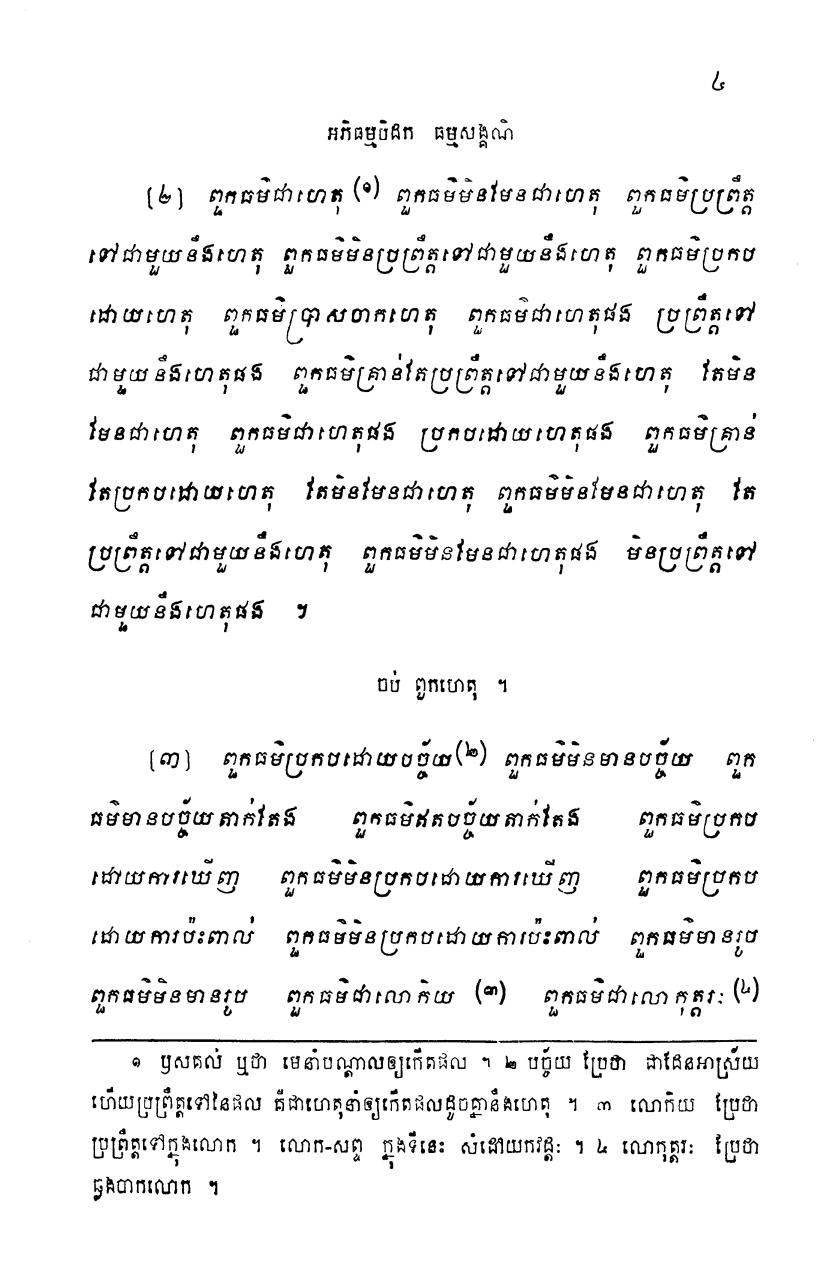 ៤
អភិធម្មបិដក ធម្មសង្គណិ
[២] ពួកធម៌ជាហេតុ (១) ពួកធម៌មិនមែនជាហេតុ ពួកធម៌ប្រព្រឹត្ត
ទៅជាមួយនឹងហេតុ ពួកធម៌មិនប្រព្រឹត្តទៅជាមួយនឹងហេតុ ពួកធម៌ប្រកប
ដោយហេតុ ពួកធម៌ប្រាសចាកហេតុ ពួកធម៌ជាហេតុផង ប្រព្រឹត្តទៅ
ជាមួយនឹងហេតុផង ពួកធម៌គ្រាន់តែប្រព្រឹត្តទៅជាមួយនឹងហេតុ តែមិន
មែនជាហេតុ ពួកធម៌ជាហេតុផង ប្រកបដោយហេតុផង ពួកធម៌គ្រាន់
តែប្រកបដោយហេតុ តែមិនមែនជាហេតុ ពួកធម៌មិនមែនជាហេតុ តែ
ប្រព្រឹត្តទៅជាមួយនឹងហេតុ ពួកធម៌មិនមែនជាហេតុផង មិនប្រព្រឹត្តទៅ
ជាមួយនឹងហេតុផង ។
ចប់ ពួកហេតុ ។
[៣] ពួកធម៌ប្រកបដោយបច្ច័យ(២) ពួកធម៌មិនមានបច្ច័យ ពួក
ធម៌មានបច្ច័យតាក់តែង ពួកធម៌ឥតបច្ច័យតាក់តែង ពួកធម៌ប្រកប
ដោយការឃើញ ពួកធម៌មិនប្រកបដោយការឃើញ ពួកធម៌ប្រកប
ដោយការប៉ះពាល់ ពួកធម៌មិនប្រកបដោយការប៉ះពាល់ ពួកធម៌មានរូប
ពួកធម៌មិនមានរូប ពួកធម៌ជាលោកិយ (៣) ពួកធម៌ជាលោកុត្តរៈ (៤)
១ ឫសគល់ ឬថា មេនាំបណ្តាលឲ្យកើតផល ។ ២ បច្ច័យ ប្រែថា ជាដែនអាស្រ័យ
ហើយប្រព្រឹត្តទៅនៃផល គឺជាហេតុនាំឲ្យកើតផលដូចគ្នានឹងហេតុ ។ ៣ លោកិយ ប្រែថា
ប្រព្រឹត្តទៅក្នុងលោក ។ លោក-សព្ទ ក្នុងទីនេះ សំដៅយកវដ្តៈ ។ ៤ លោកុត្តរៈ ប្រែថា
ឆ្លងចាកលោក ។